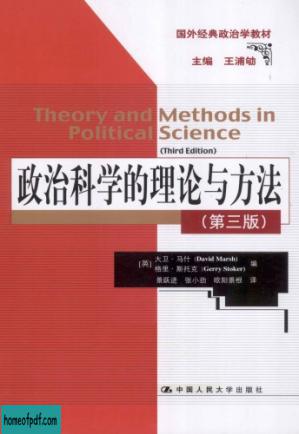 国外经典政治学教材
主编 王浦劬
Theory and Methods in
Political Science
(Third Edition)
政治科学的理论与方法
(第三版)
[英] 大卫·马什 (David Marsh) 编
格里·斯托克 (Gerry Stoker)
景跃进 张小劲 欧阳景根 译
中国人民大学出版社
homeofpdf.com
homeofpdf.com